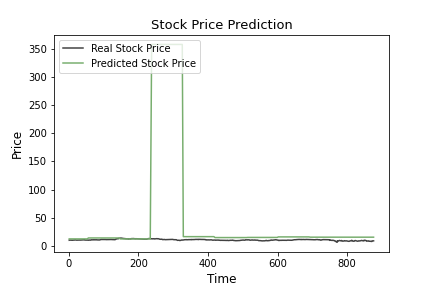 Stock Price Prediction
Real Stock Price
Predicted Stock Price
Price
350
300
250
200
150
100
50
0
0 200 400 600 800
Time